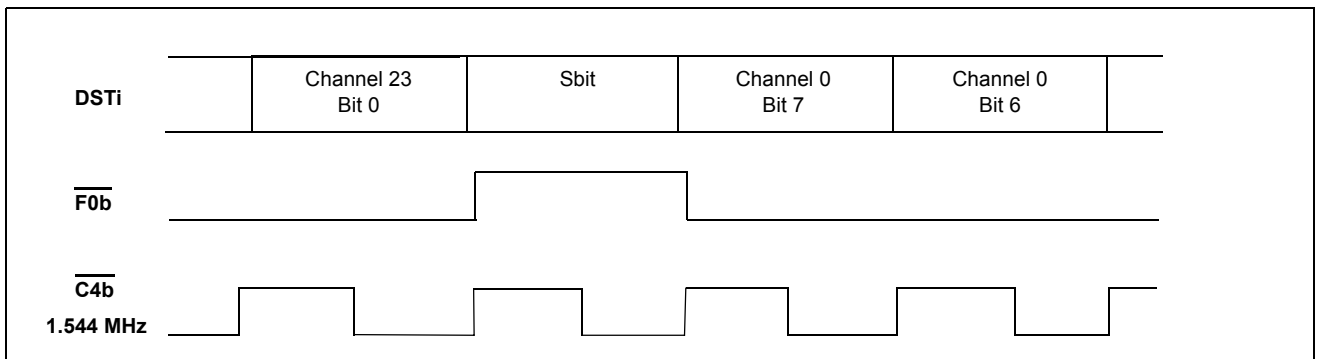 DSTi
Channel 23
Bit 0
Sbit
Channel 0
Bit 7
Channel 0
Bit 6
F0b
C4b
1.544 MHz